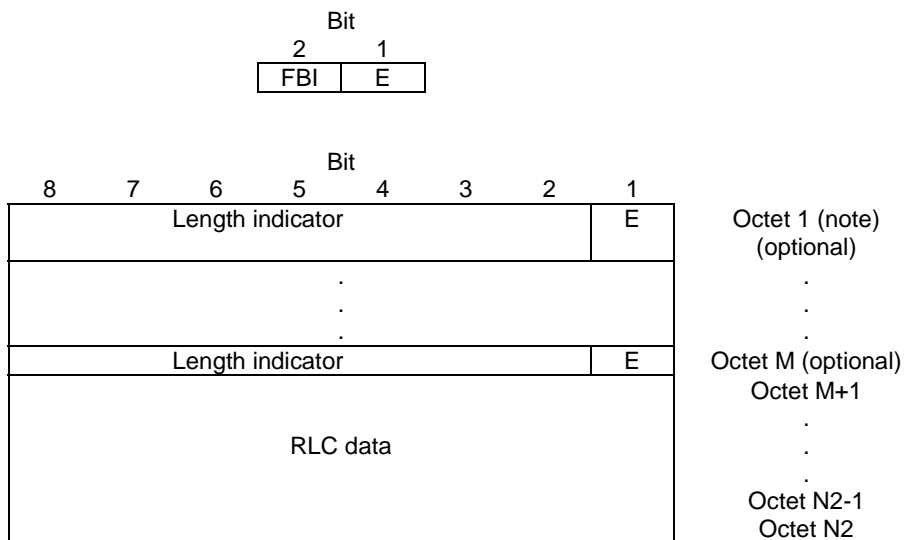 Bit
2 1
FBI E
Bit
8 7 6 5 4 3 2 1
Length indicator E Octet 1 (note)
(optional)
. .
. .
. .
Length indicator E Octet M (optional)
Octet M+1
.
RLC data .
.
Octet N2-1
Octet N2